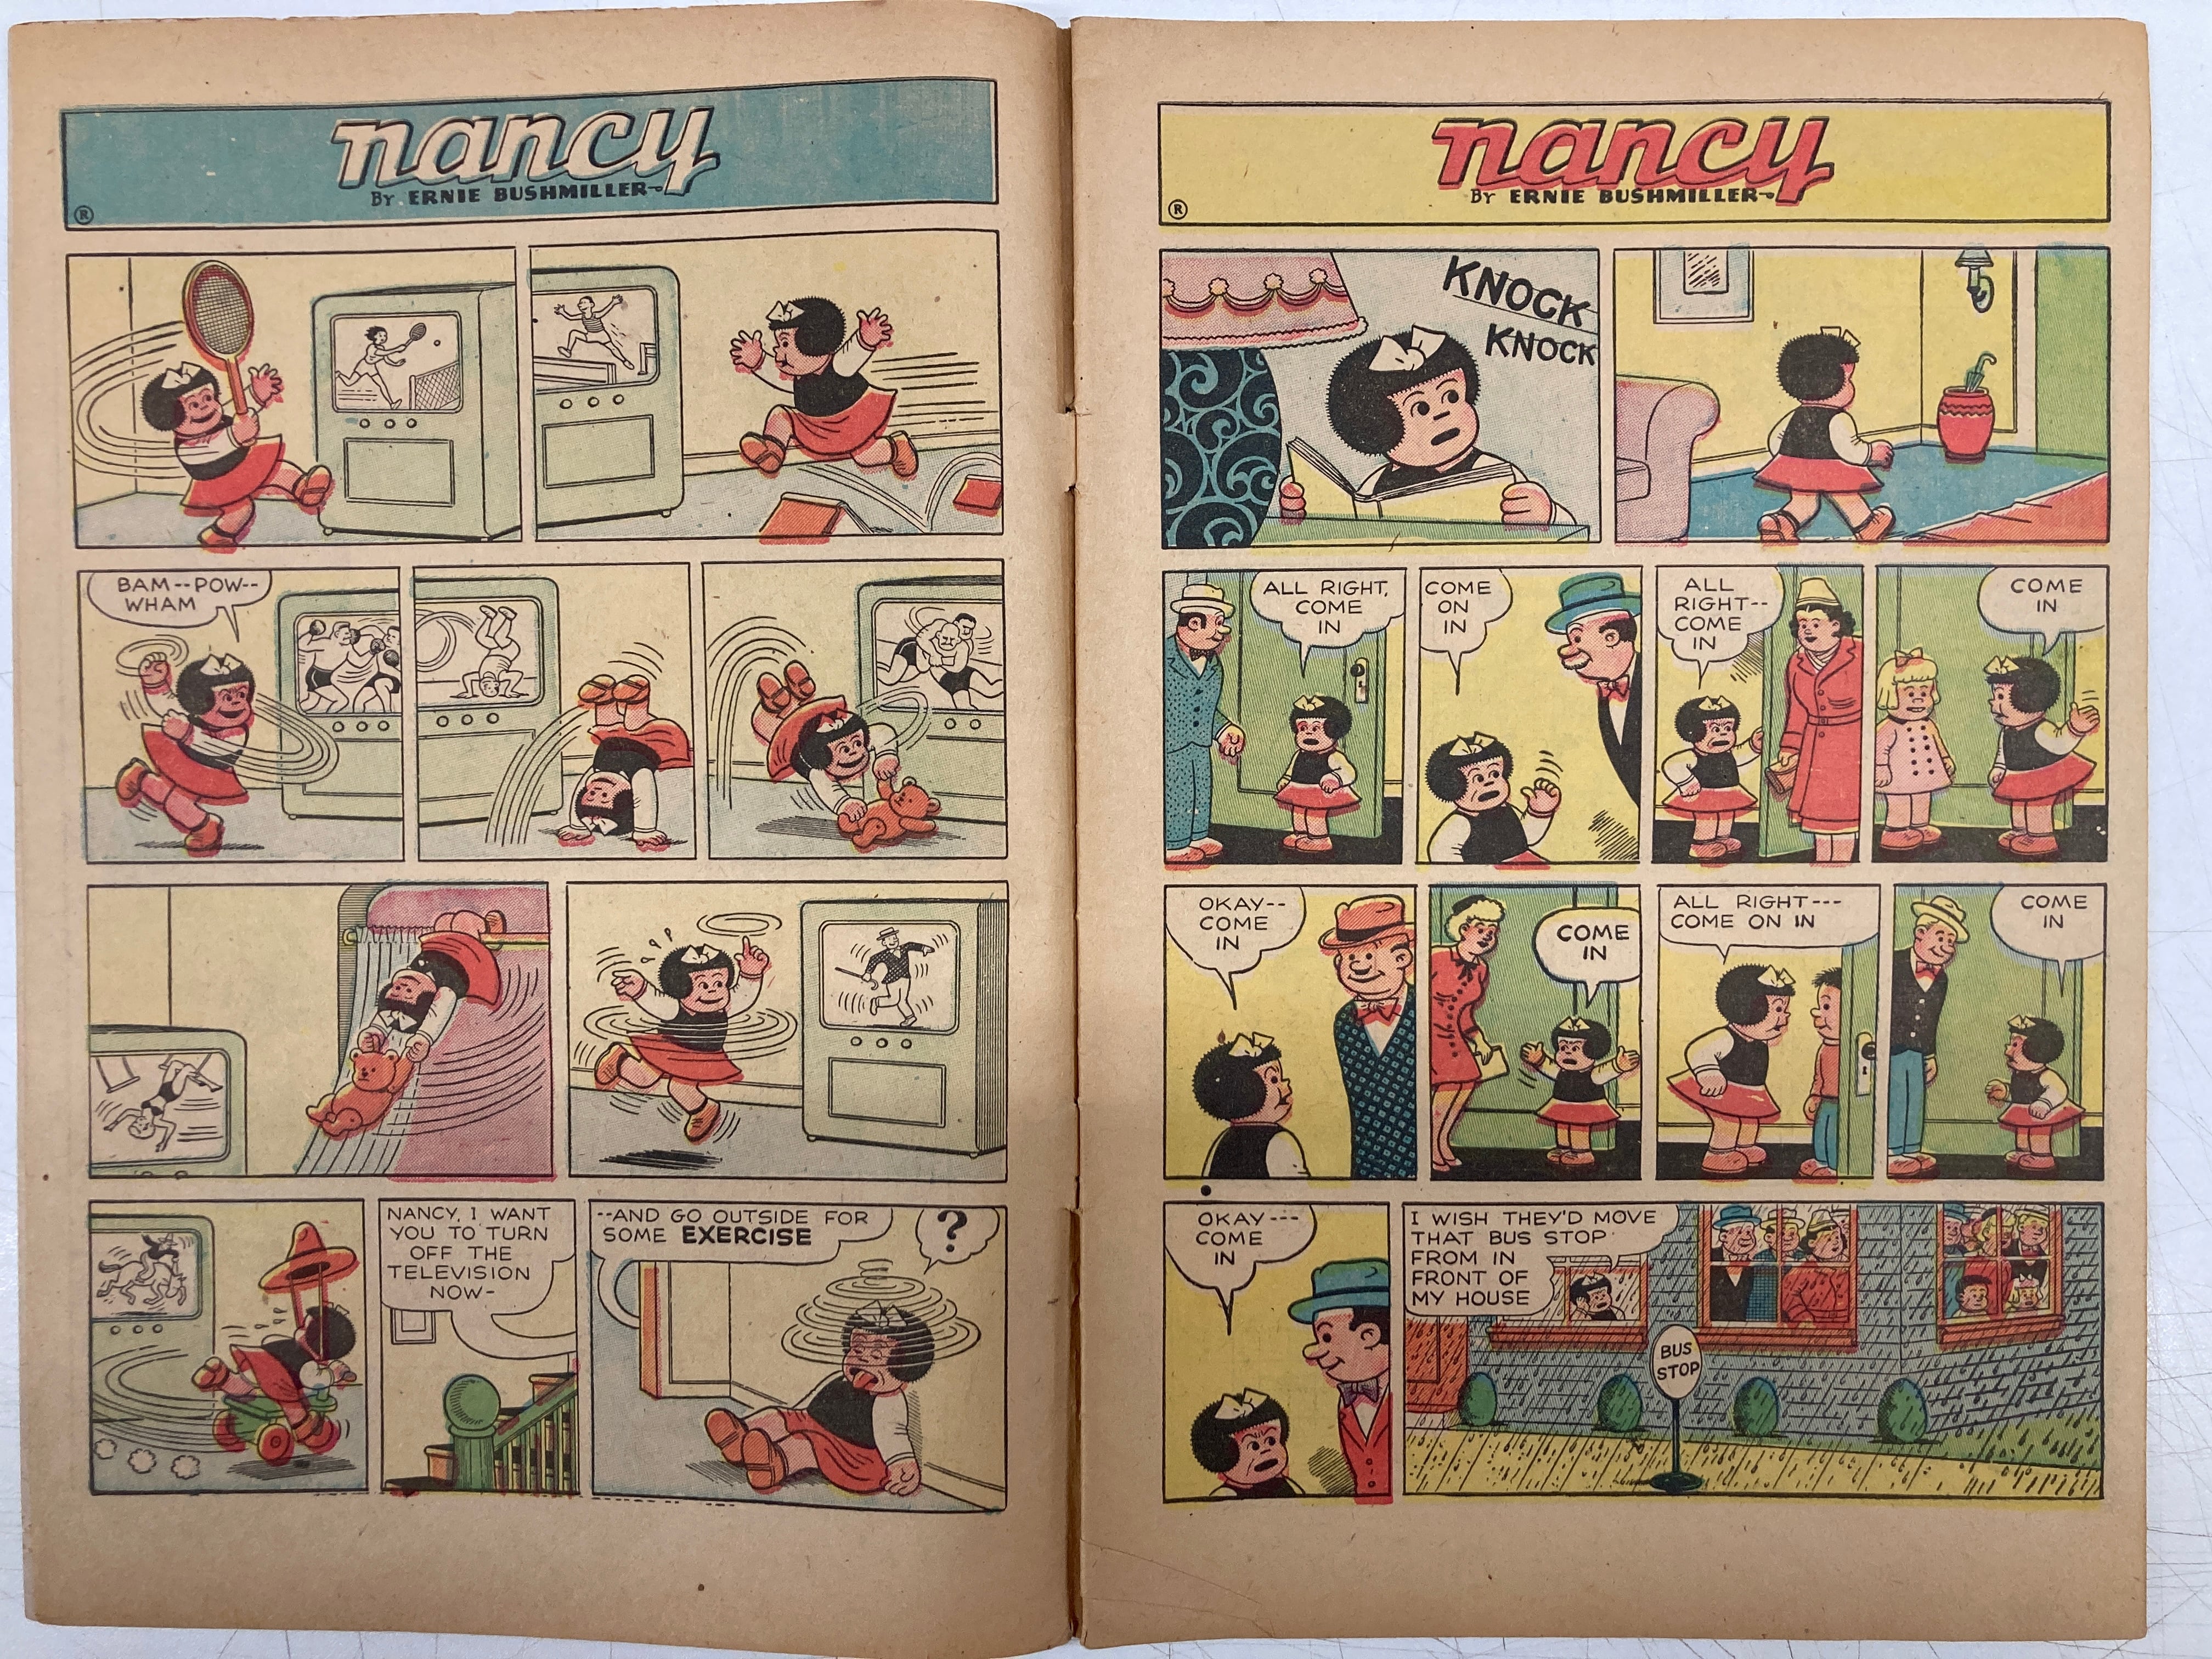 nancy
By ERNIE BUSHMILLER
®
BAM--POW--
WHAM
NANCY, I WANT
YOU TO TURN
OFF THE
TELEVISION
NOW-
--AND GO OUTSIDE FOR
SOME EXERCISE
?
nancy
By ERNIE BUSHMILLER
®
KNOCK
KNOCK
ALL RIGHT,
COME
IN
COME
ON
IN
ALL
RIGHT--
COME
IN
COME
IN
OKAY--
COME
IN
COME
IN
ALL RIGHT---
COME ON IN
COME
IN
OKAY---
COME
IN
I WISH THEY'D MOVE
THAT BUS STOP
FROM IN
FRONT OF
MY HOUSE
BUS
STOP